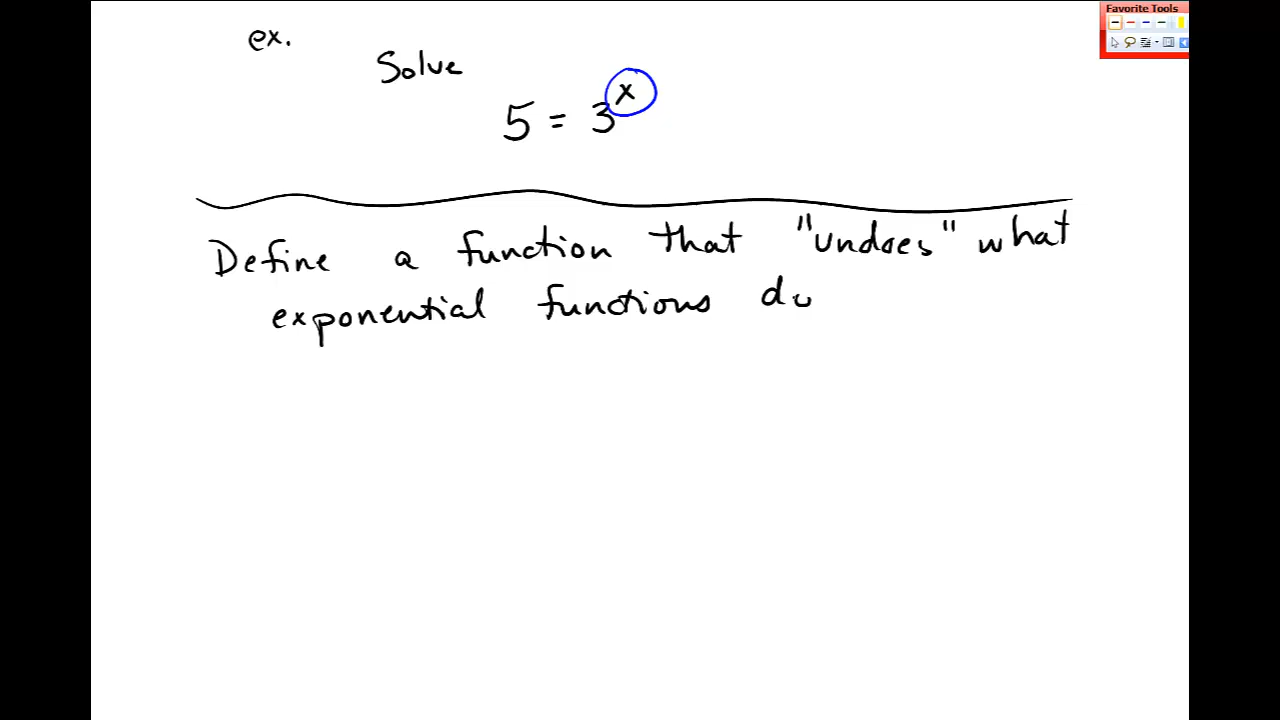 Favorite Tools
ex.
Solve
5 = 3^x
Define a function that "undoes" what
exponential functions do